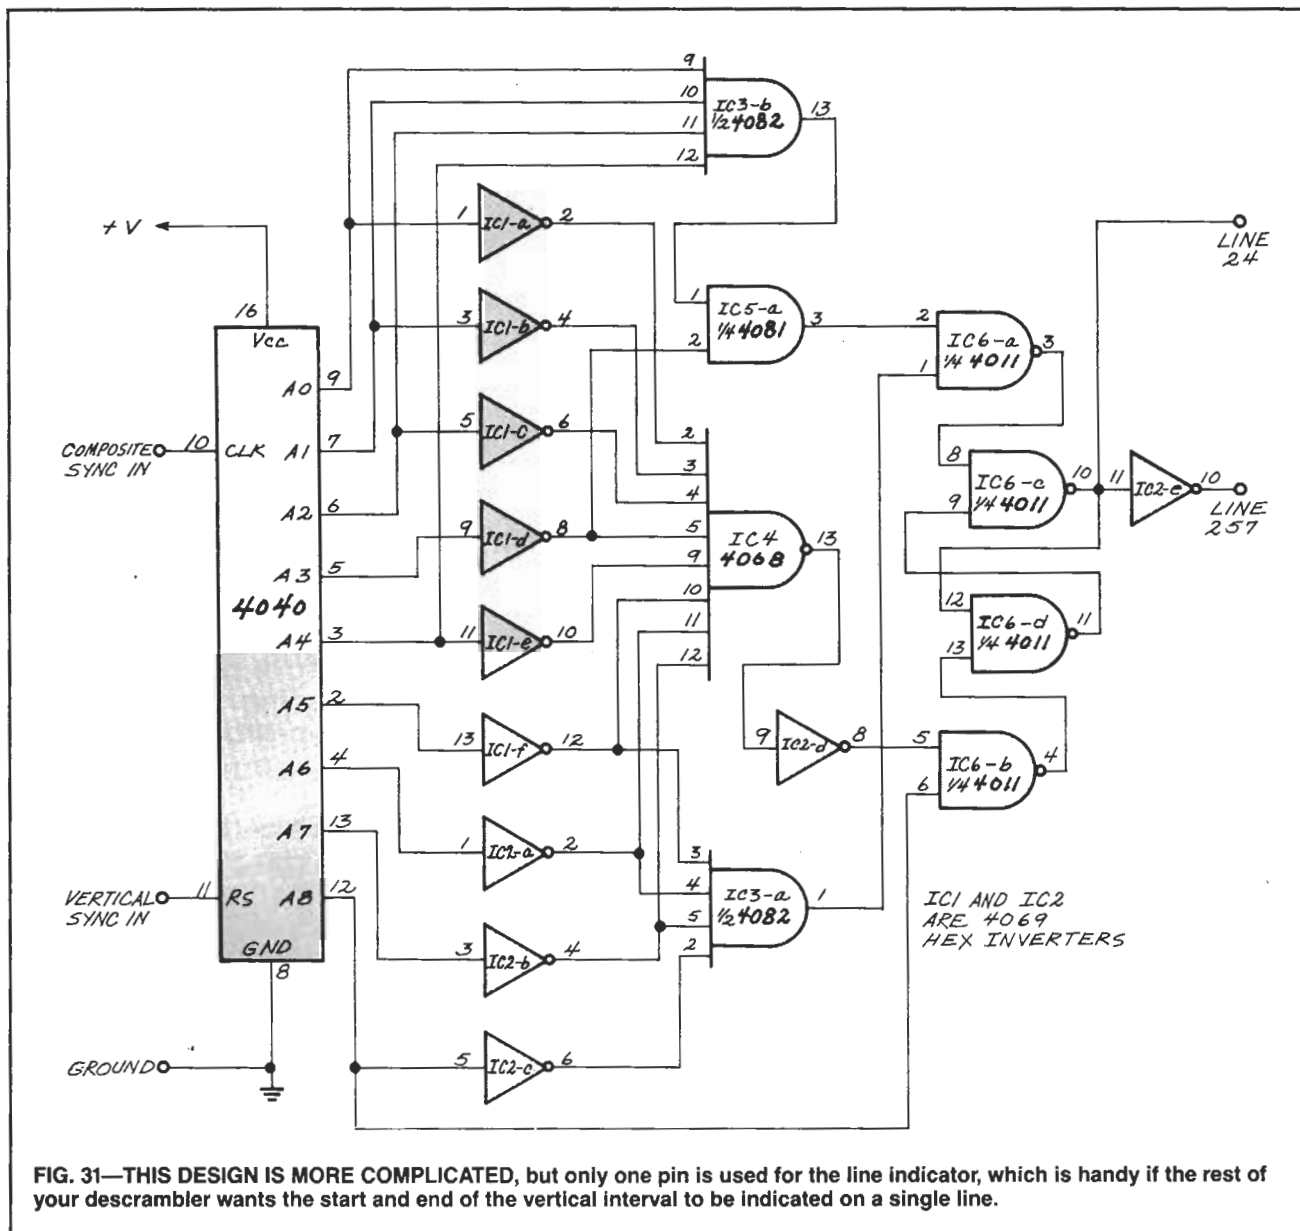 9
10
11
12
IC3-b
1/2 4082
13
1
IC1-a
2
+V
LINE
24
16
Vcc
3
IC1-b
4
1
2
IC5-a
1/4 4081
3
2
1
IC6-a
1/4 4011
3
A0
9
COMPOSITE
SYNC IN
10
CLK
A1
7
5
IC1-C
6
2
3
4
5
9
10
11
12
IC4
4068
13
8
9
IC6-c
1/4 4011
10
11
IC2-e
10
LINE
257
A2
6
9
IC1-d
8
A3
5
4040
A4
3
11
IC1-e
10
12
13
IC6-d
1/4 4011
11
A5
2
13
IC1-f
12
9
IC2-d
8
5
6
IC6-b
1/4 4011
4
A6
4
A7
13
1
IC2-a
2
3
4
5
2
IC3-a
1/2 4082
1
VERTICAL
SYNC IN
11
RS
A8
12
IC1 AND IC2
ARE 4069
HEX INVERTERS
GND
8
3
IC2-b
4
GROUND
5
IC2-c
6
FIG. 31—THIS DESIGN IS MORE COMPLICATED, but only one pin is used for the line indicator, which is handy if the rest of
your descrambler wants the start and end of the vertical interval to be indicated on a single line.